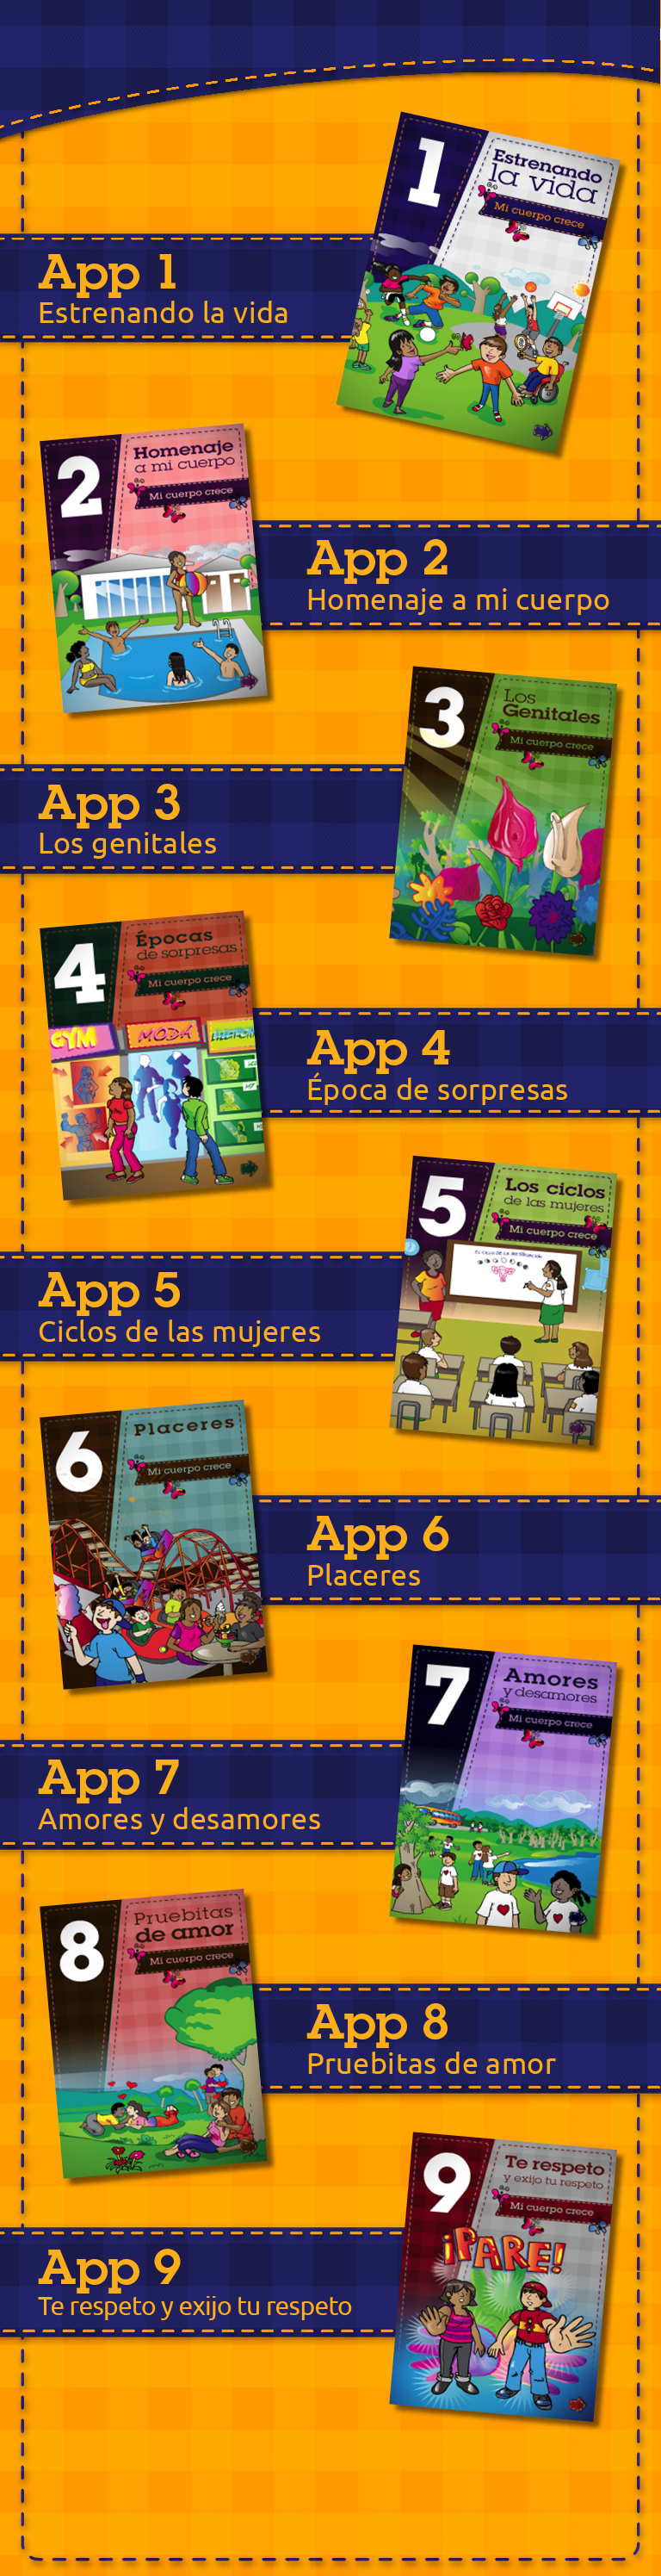 1
Estrenando
la vida
Mi cuerpo crece
App 1
Estrenando la vida
2
Homenaje
a mi cuerpo
Mi cuerpo crece
App 2
Homenaje a mi cuerpo
3
Los
Genitales
Mi cuerpo crece
App 3
Los genitales
4
Épocas
de sorpresas
Mi cuerpo crece
GYM
MODA
App 4
Época de sorpresas
5
Los ciclos
de las mujeres
Mi cuerpo crece
App 5
Ciclos de las mujeres
6
Placeres
Mi cuerpo crece
App 6
Placeres
7
Amores
y desamores
Mi cuerpo crece
App 7
Amores y desamores
8
Pruebitas
de amor
Mi cuerpo crece
App 8
Pruebitas de amor
9
Te respeto
y exijo tu respeto
Mi cuerpo crece
¡PARE!
App 9
Te respeto y exijo tu respeto